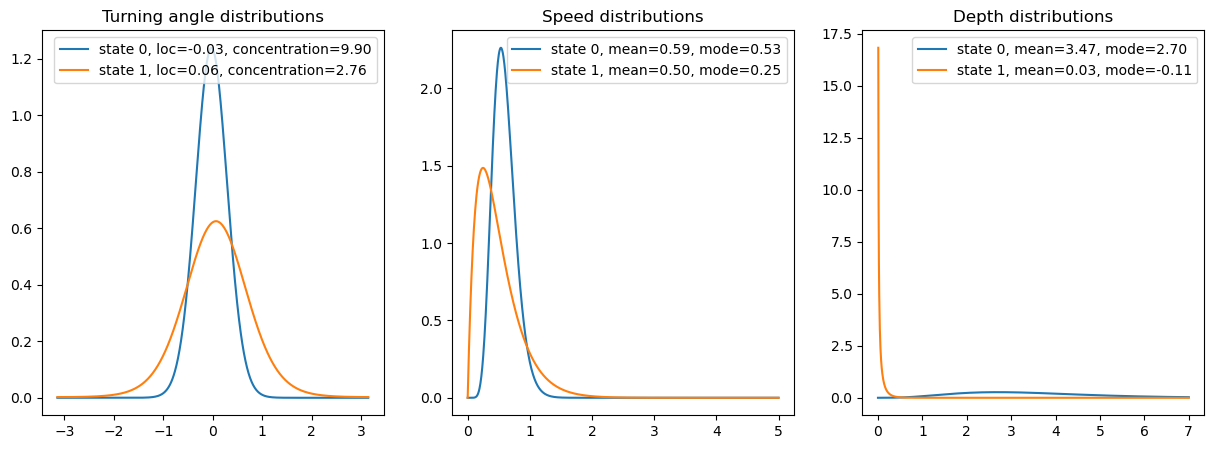 Turning angle distributions
state 0, loc=-0.03, concentration=9.90
state 1, loc=0.06, concentration=2.76
1.2
1.0
0.8
0.6
0.4
0.2
0.0
−3 −2 −1 0 1 2 3
Speed distributions
state 0, mean=0.59, mode=0.53
state 1, mean=0.50, mode=0.25
2.0
1.5
1.0
0.5
0.0
0 1 2 3 4 5
Depth distributions
state 0, mean=3.47, mode=2.70
state 1, mean=0.03, mode=-0.11
17.5
15.0
12.5
10.0
7.5
5.0
2.5
0.0
0 1 2 3 4 5 6 7